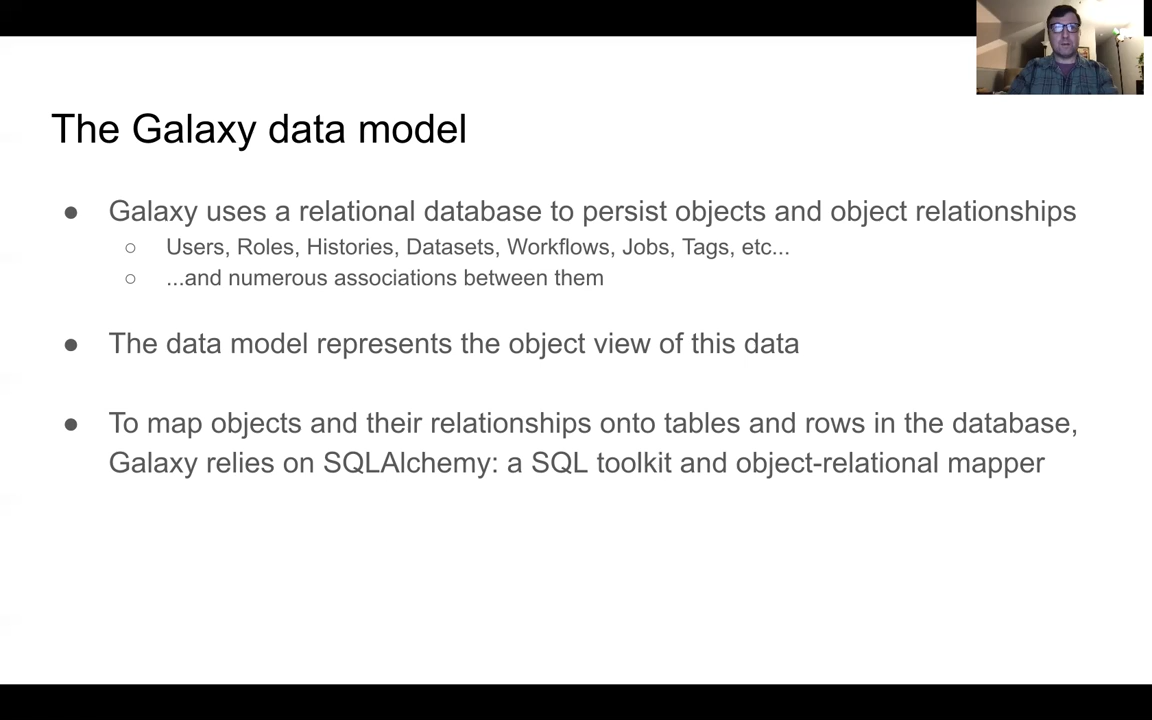 The Galaxy data model
● Galaxy uses a relational database to persist objects and object relationships
○ Users, Roles, Histories, Datasets, Workflows, Jobs, Tags, etc...
○ ...and numerous associations between them
● The data model represents the object view of this data
● To map objects and their relationships onto tables and rows in the database,
Galaxy relies on SQLAlchemy: a SQL toolkit and object-relational mapper